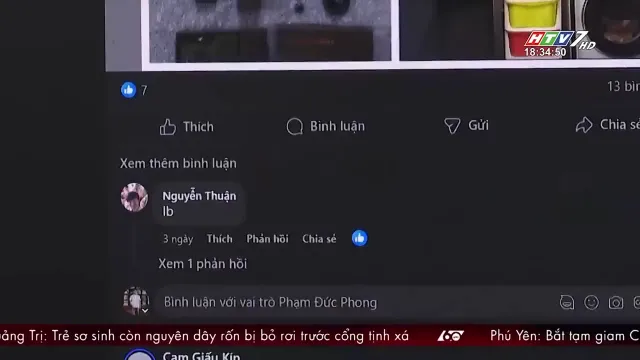 HTV7 HD
18:34:50
7
13 bìn
Thích
Bình luận
Gửi
Chia sẻ
Xem thêm bình luận
Nguyễn Thuận
Ib
3 ngày Thích Phản hồi Chia sẻ
Xem 1 phản hồi
Bình luận với vai trò Phạm Đức Phong
uảng Trị: Trẻ sơ sinh còn nguyên dây rốn bị bỏ rơi trước cổng tịnh xá
60
Phú Yên: Bắt tạm giam C
Cam Giấu Kín